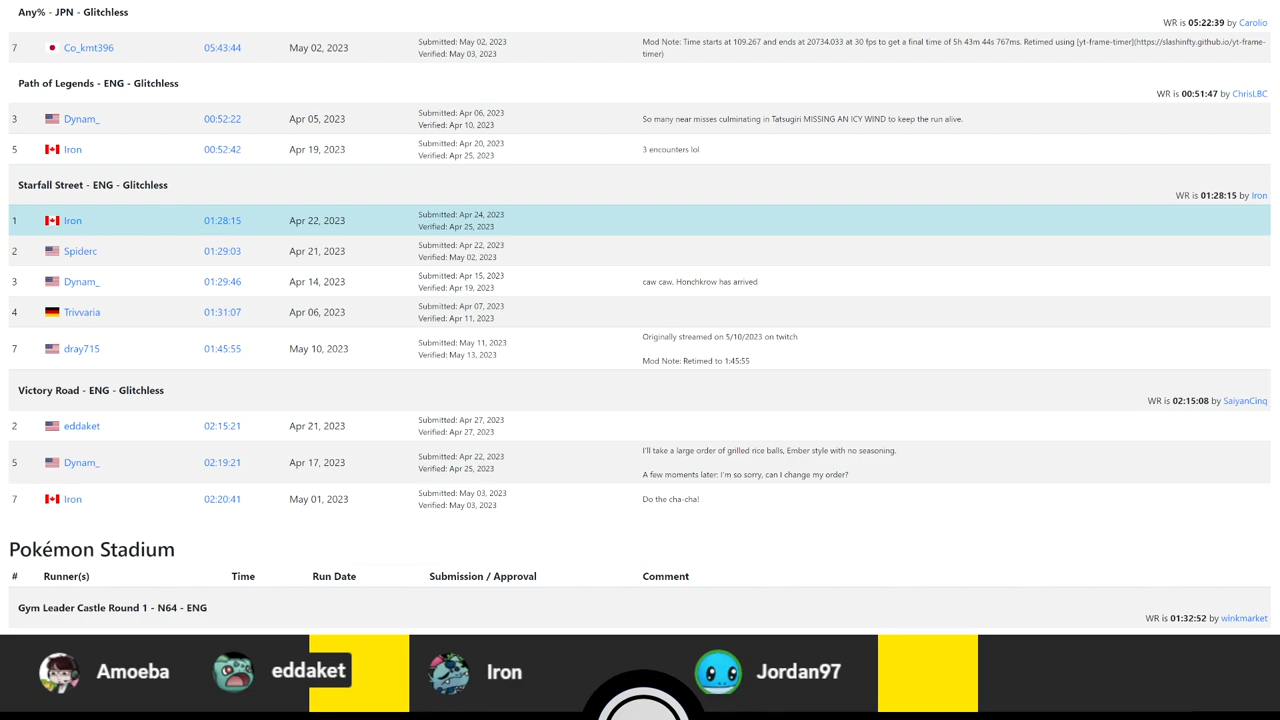 Any% - JPN - Glitchless
WR is 05:22:39 by Carolio
7 Co_kmt396 05:43:44 May 02, 2023 Submitted: May 02, 2023 Verified: May 03, 2023 Mod Note: Time starts at 109.267 and ends at 20734.033 at 30 fps to get a final time of 5h 43m 44s 767ms. Retimed using [yt-frame-timer](https://slashinfty.github.io/yt-frame-timer)
Path of Legends - ENG - Glitchless
WR is 00:51:47 by ChrisLBC
3 Dynam_ 00:52:22 Apr 05, 2023 Submitted: Apr 06, 2023 Verified: Apr 10, 2023 So many near misses culminating in Tatsugiri MISSING AN ICY WIND to keep the run alive.
5 Iron 00:52:42 Apr 19, 2023 Submitted: Apr 20, 2023 Verified: Apr 25, 2023 3 encounters lol
Starfall Street - ENG - Glitchless
WR is 01:28:15 by Iron
1 Iron 01:28:15 Apr 22, 2023 Submitted: Apr 24, 2023 Verified: Apr 25, 2023
2 Spiderc 01:29:03 Apr 21, 2023 Submitted: Apr 22, 2023 Verified: May 02, 2023
3 Dynam_ 01:29:46 Apr 14, 2023 Submitted: Apr 15, 2023 Verified: Apr 19, 2023 caw caw. Honchkrow has arrived
4 Trivvaria 01:31:07 Apr 06, 2023 Submitted: Apr 07, 2023 Verified: Apr 11, 2023
7 dray715 01:45:55 May 10, 2023 Submitted: May 11, 2023 Verified: May 13, 2023 Originally streamed on 5/10/2023 on twitch
Mod Note: Retimed to 1:45:55
Victory Road - ENG - Glitchless
WR is 02:15:08 by SaiyanCinq
2 eddaket 02:15:21 Apr 21, 2023 Submitted: Apr 27, 2023 Verified: Apr 27, 2023
5 Dynam_ 02:19:21 Apr 17, 2023 Submitted: Apr 22, 2023 Verified: Apr 25, 2023 I'll take a large order of grilled rice balls, Ember style with no seasoning.
A few moments later: I'm so sorry, can I change my order?
7 Iron 02:20:41 May 01, 2023 Submitted: May 03, 2023 Verified: May 03, 2023 Do the cha-cha!
Pokémon Stadium
# Runner(s) Time Run Date Submission / Approval Comment
Gym Leader Castle Round 1 - N64 - ENG
WR is 01:32:52 by winkmarket
Amoeba eddaket Iron Jordan97